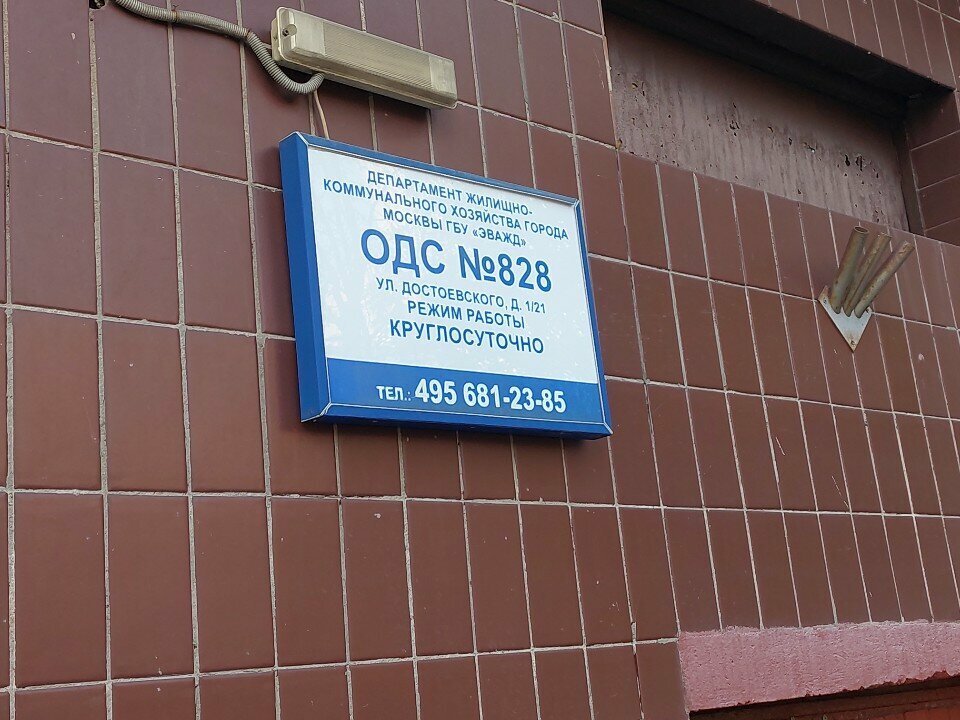 ДЕПАРТАМЕНТ ЖИЛИЩНО-
КОММУНАЛЬНОГО ХОЗЯЙСТВА ГОРОДА
МОСКВЫ ГБУ «ЭВАЖД»
ОДС №828
УЛ. ДОСТОЕВСКОГО, Д. 1/21
РЕЖИМ РАБОТЫ
КРУГЛОСУТОЧНО
ТЕЛ.: 495 681-23-85